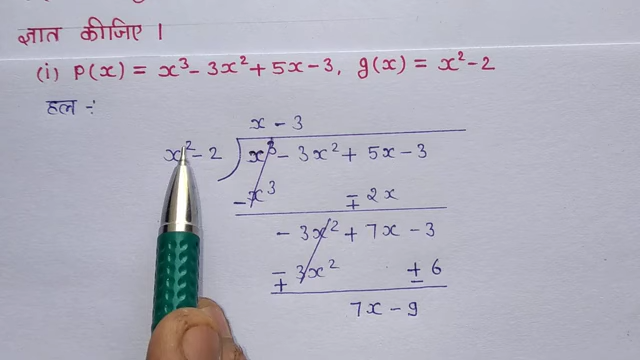 ज्ञात कीजिए ।
(i) P(x) = x³ - 3x² + 5x - 3, g(x) = x² - 2
हल :-
x - 3
x² - 2 ) x³ - 3x² + 5x - 3
- x³ ∓ 2x
- 3x² + 7x - 3
∓ 3x² ± 6
7x - 9